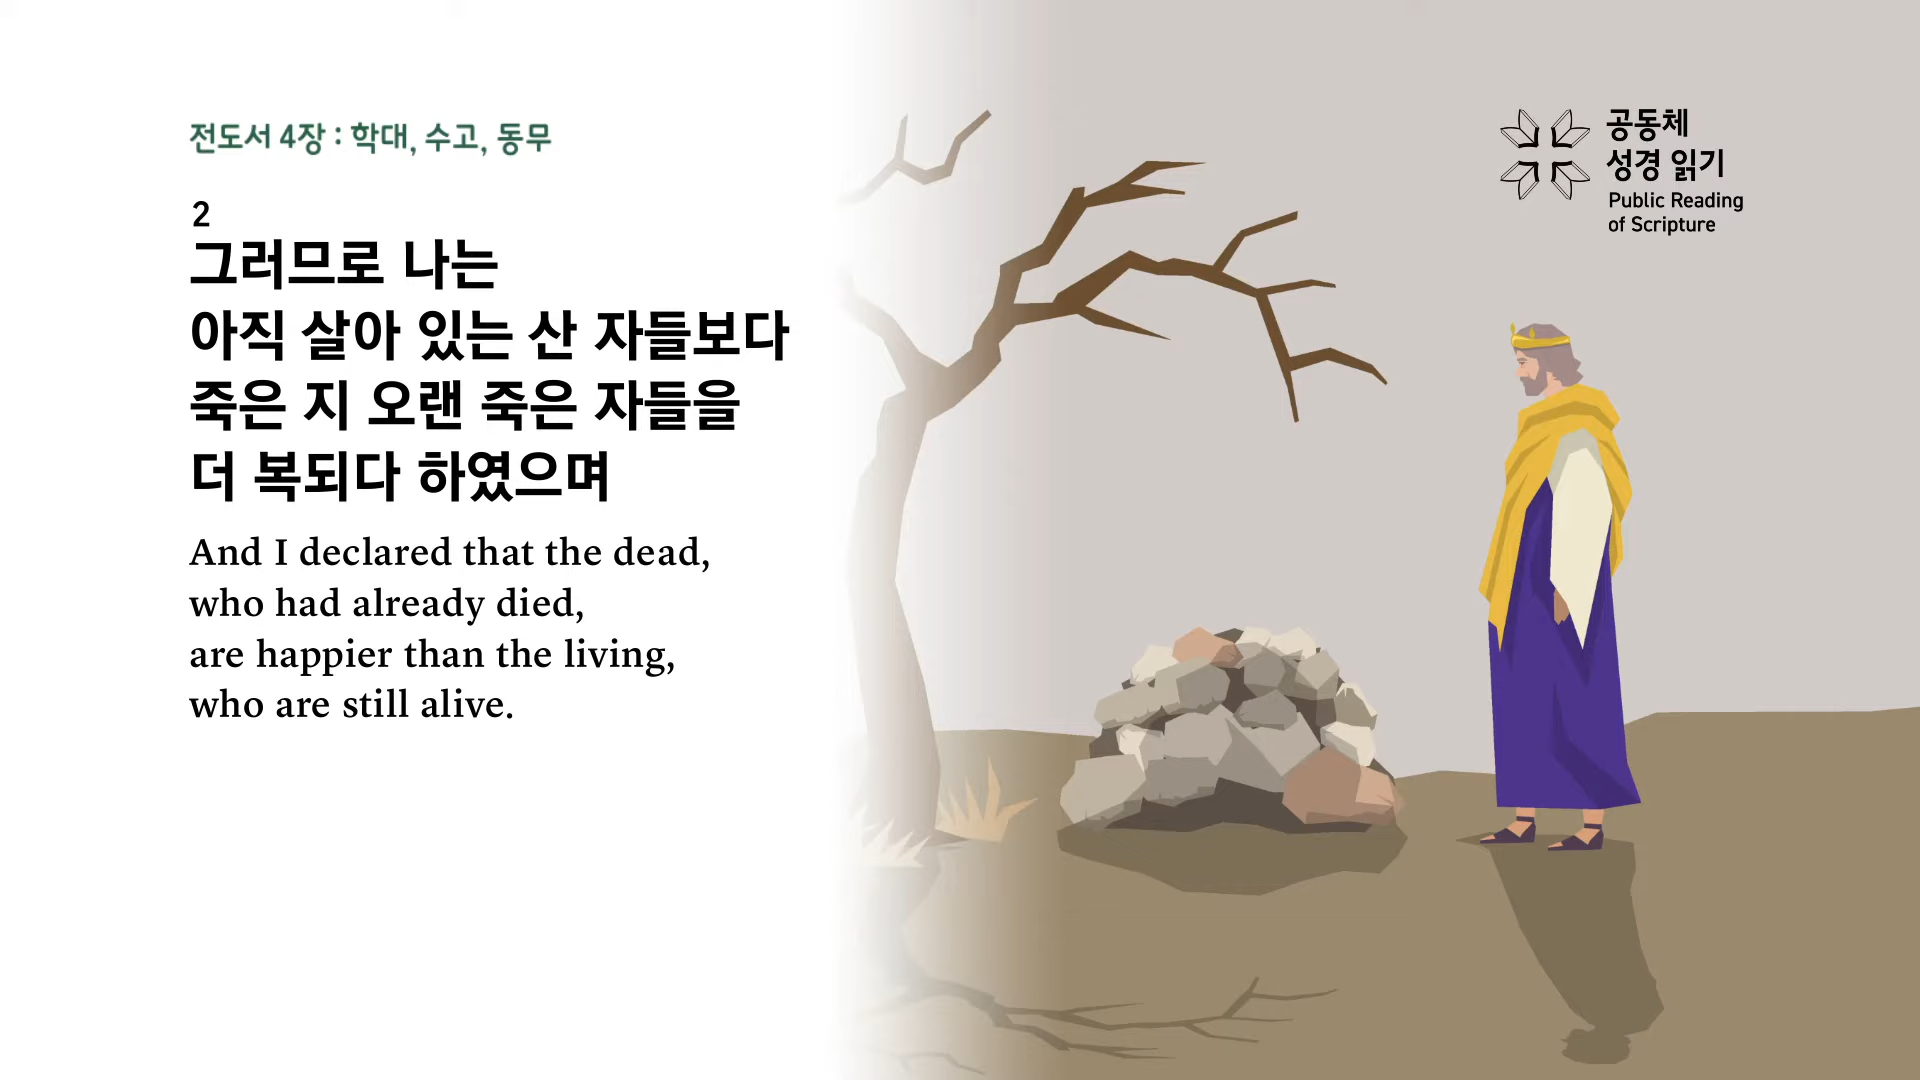 전도서 4장 : 학대, 수고, 동무
2
그러므로 나는
아직 살아 있는 산 자들보다
죽은 지 오랜 죽은 자들을
더 복되다 하였으며
And I declared that the dead,
who had already died,
are happier than the living,
who are still alive.
공동체
성경 읽기
Public Reading
of Scripture